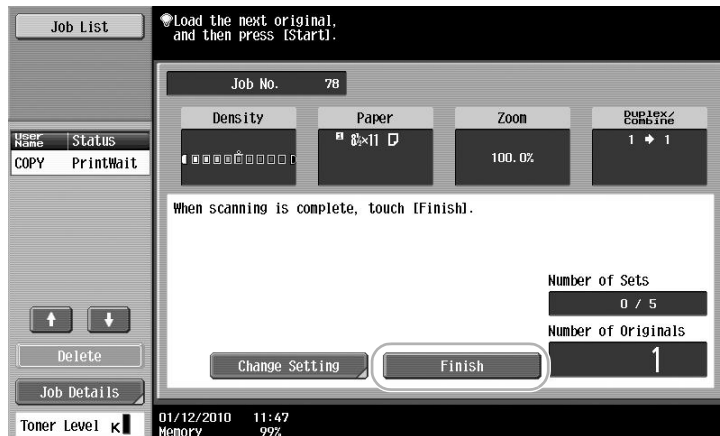 Job List
Load the next original,
and then press [Start].
Job No. 78
Density
Paper
Zoom
Duplex/
Combine
8½×11
100.0%
1 → 1
User
Name
Status
COPY PrintWait
When scanning is complete, touch [Finish].
Number of Sets
0 / 5
Number of Originals
1
Change Setting
Finish
Delete
Job Details
Toner Level K
01/12/2010 11:47
Memory 99%